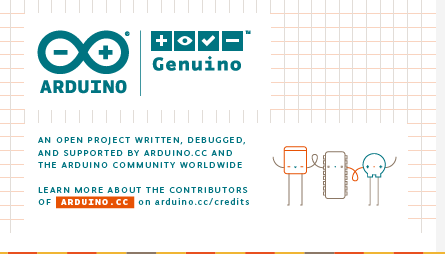 ARDUINO
Genuino
AN OPEN PROJECT WRITTEN, DEBUGGED,
AND SUPPORTED BY ARDUINO.CC AND
THE ARDUINO COMMUNITY WORLDWIDE
LEARN MORE ABOUT THE CONTRIBUTORS
OF ARDUINO.CC on arduino.cc/credits